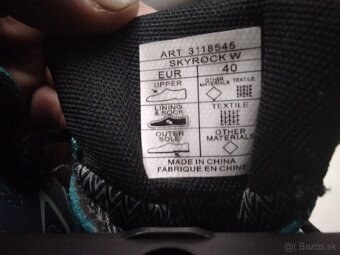 ART 3118545
SKYROCK W
EUR 40
UPPER OTHER MATERIALS TEXTILE
LINING & SOCK TEXTILE
OUTER SOLE OTHER MATERIALS
MADE IN CHINA
FABRIQUE EN CHINE
Bazos.sk